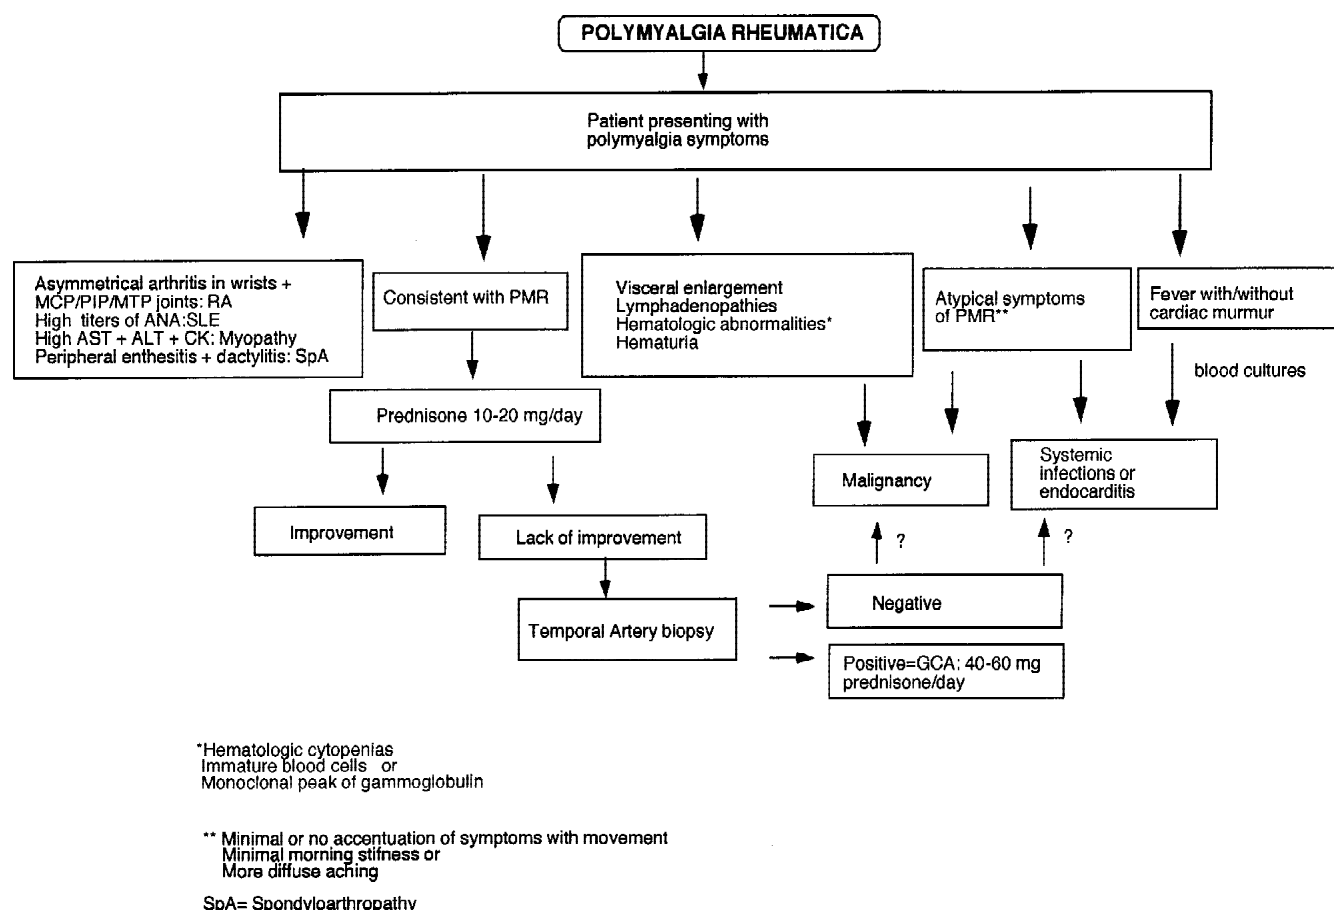 POLYMYALGIA RHEUMATICA
Patient presenting with
polymyalgia symptoms
Asymmetrical arthritis in wrists +
MCP/PIP/MTP joints: RA
High titers of ANA:SLE
High AST + ALT + CK: Myopathy
Peripheral enthesitis + dactylitis: SpA
Consistent with PMR
Visceral enlargement
Lymphadenopathies
Hematologic abnormalities*
Hematuria
Atypical symptoms
of PMR**
Fever with/without
cardiac murmur
blood cultures
Prednisone 10-20 mg/day
Malignancy
Systemic
infections or
endocarditis
Improvement
Lack of improvement
?
?
Temporal Artery biopsy
Negative
Positive=GCA: 40-60 mg
prednisone/day
*Hematologic cytopenias
Immature blood cells or
Monoclonal peak of gammoglobulin
** Minimal or no accentuation of symptoms with movement
Minimal morning stifness or
More diffuse aching
SpA= Spondyloarthropathy